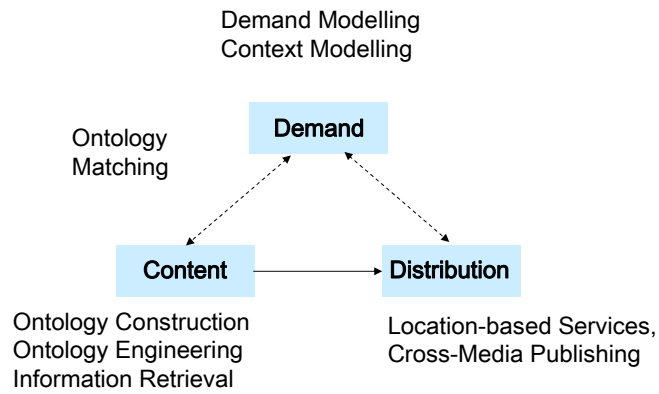 Demand Modelling
Context Modelling
Demand
Ontology
Matching
Content
Distribution
Ontology Construction
Ontology Engineering
Information Retrieval
Location-based Services,
Cross-Media Publishing